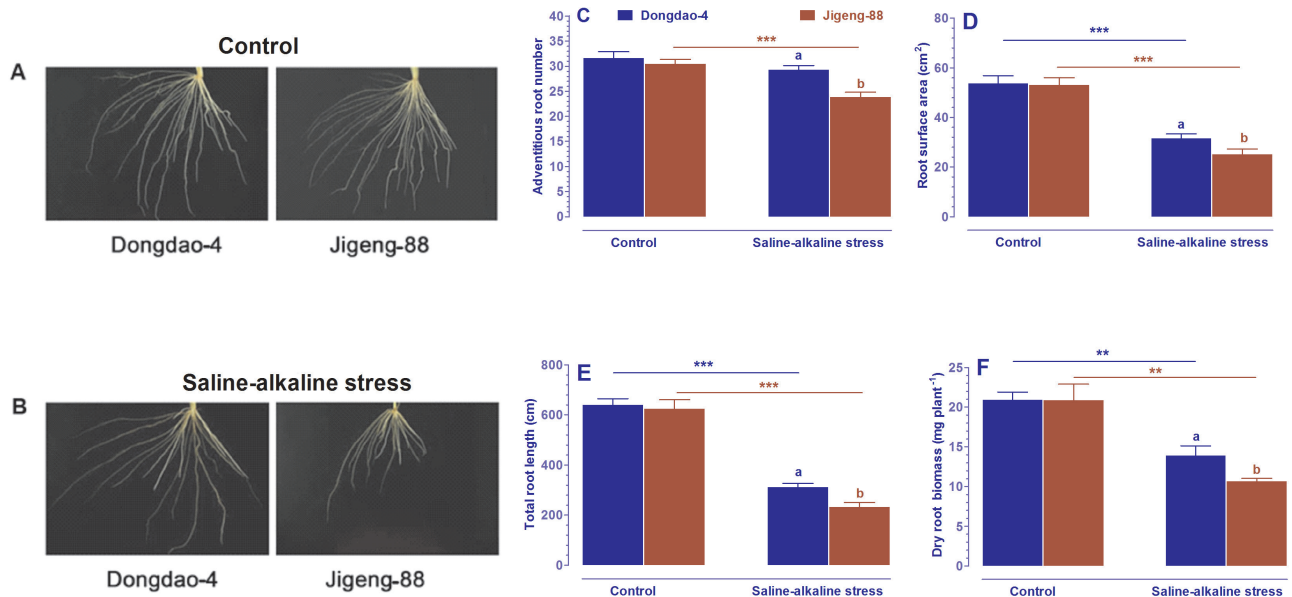 A
Control
Dongdao-4
Jigeng-88
B
Saline-alkaline stress
Dongdao-4
Jigeng-88
C
Dongdao-4
Jigeng-88
Adventitious root number
40
35
30
25
20
15
10
5
0
***
a
b
Control
Saline-alkaline stress
D
Root surface area (cm²)
80
60
40
20
0
***
***
a
b
Control
Saline-alkaline stress
E
Total root length (cm)
800
600
400
200
0
***
***
a
b
Control
Saline-alkaline stress
F
Dry root biomass (mg plant⁻¹)
25
20
15
10
5
0
**
**
a
b
Control
Saline-alkaline stress